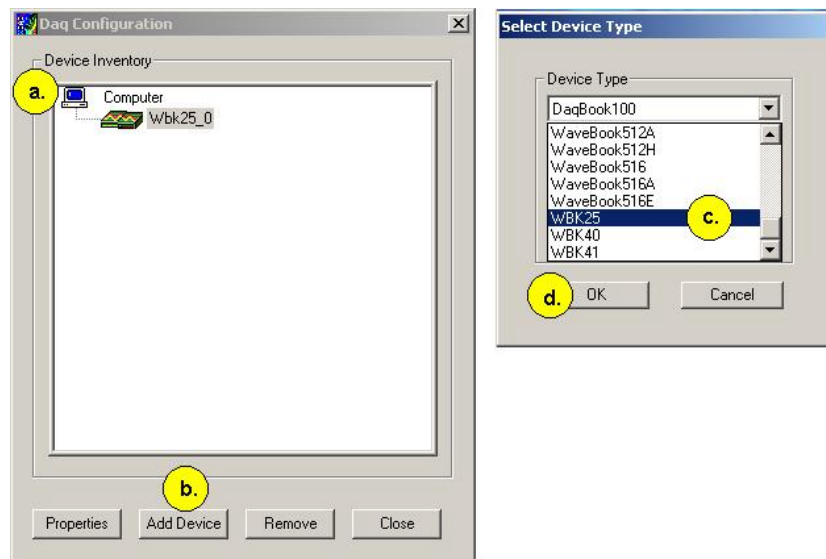 Daq Configuration
Device Inventory
a.
Computer
Wbk25_0
b.
Properties
Add Device
Remove
Close
Select Device Type
Device Type
DaqBook100
WaveBook512A
WaveBook512H
WaveBook516
WaveBook516A
WaveBook516E
WBK25
c.
WBK40
WBK41
d.
OK
Cancel